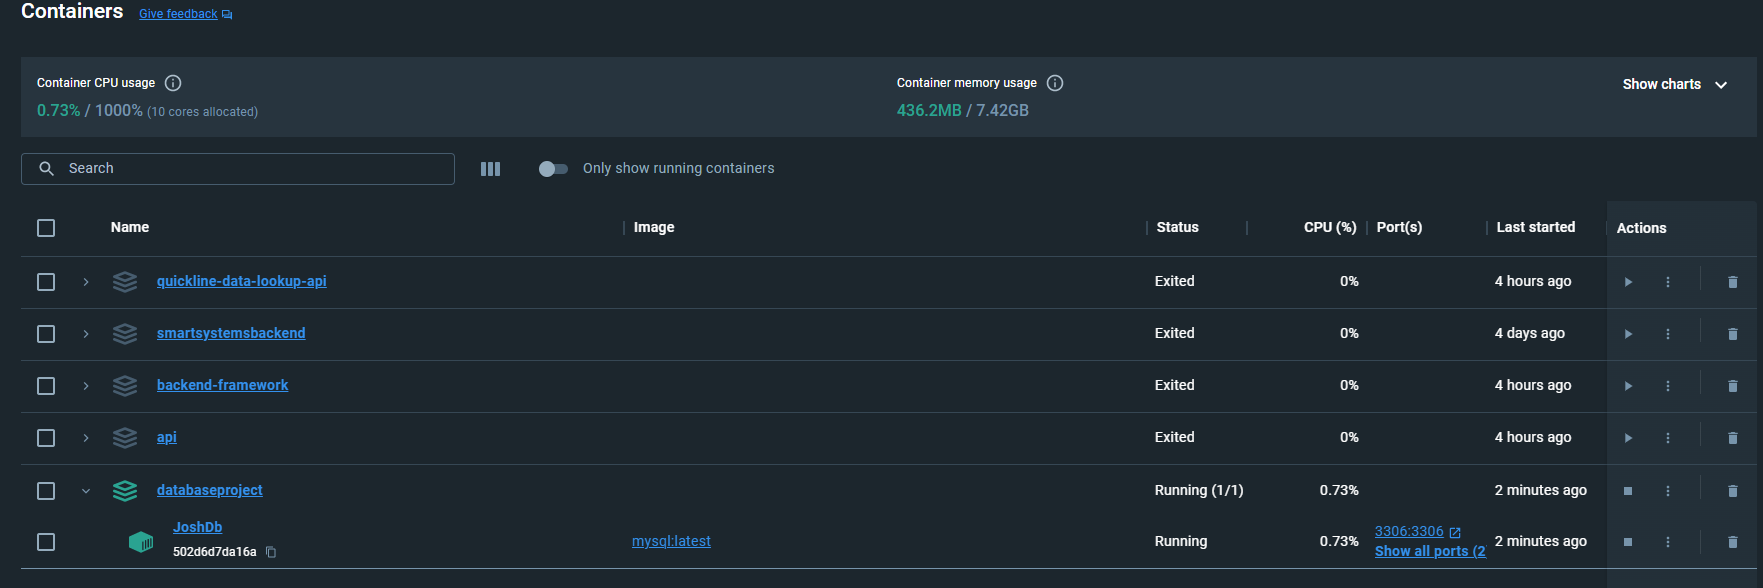 Containers Give feedback
Container CPU usage
0.73% / 1000% (10 cores allocated)
Container memory usage
436.2MB / 7.42GB
Show charts
Search
Only show running containers
Name Image Status CPU (%) Port(s) Last started Actions
quickline-data-lookup-api Exited 0% 4 hours ago
smartsystemsbackend Exited 0% 4 days ago
backend-framework Exited 0% 4 hours ago
api Exited 0% 4 hours ago
databaseproject Running (1/1) 0.73% 2 minutes ago
JoshDb
502d6d7da16a
mysql:latest Running 0.73%
3306:3306
Show all ports (2
2 minutes ago